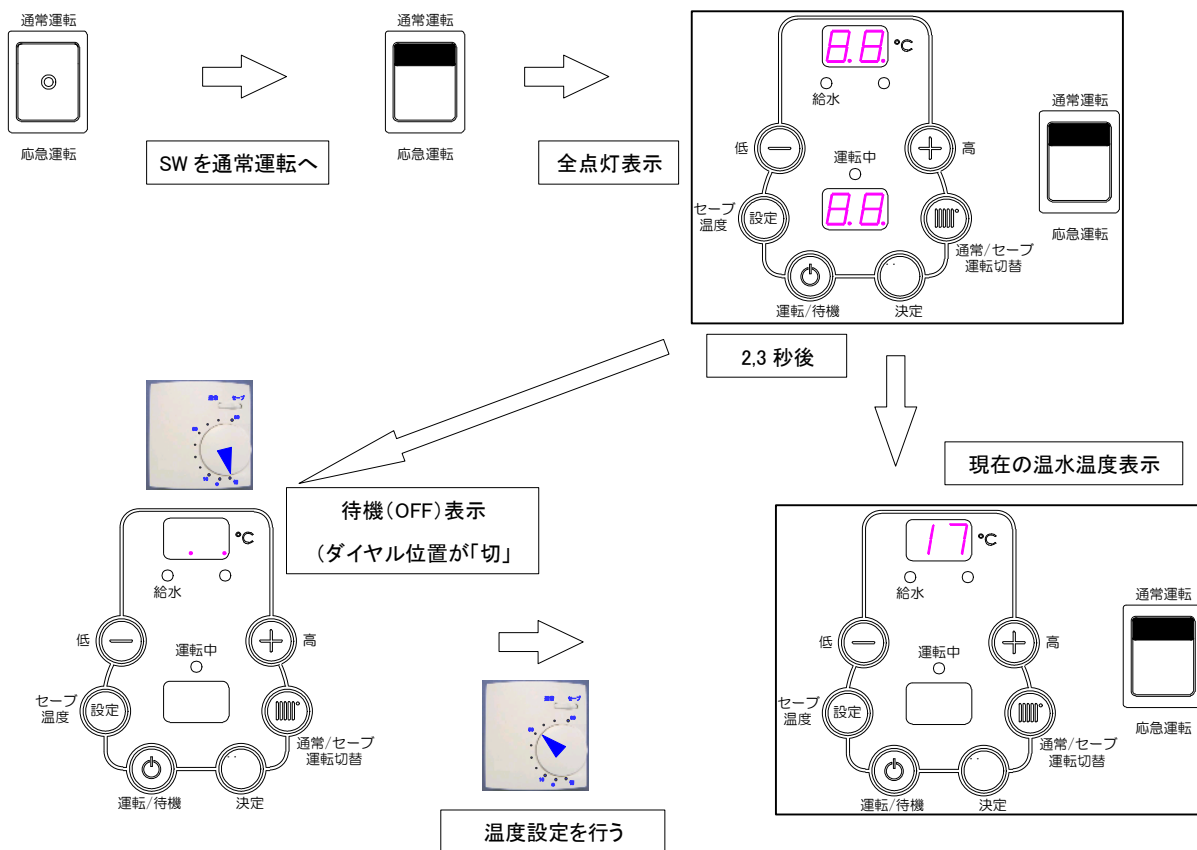 通常運転
応急運転
SWを通常運転へ
通常運転
応急運転
全点灯表示
8.8. °C
給水
低
高
運転中
8.8.
セーブ
温度
設定
通常/セーブ
運転切替
運転/待機
決定
通常運転
応急運転
2,3 秒後
通常 セーブ
待機(OFF)表示
(ダイヤル位置が「切」
. . °C
給水
低
高
運転中
セーブ
温度
設定
通常/セーブ
運転切替
運転/待機
決定
温度設定を行う
現在の温水温度表示
17 °C
給水
低
高
運転中
セーブ
温度
設定
通常/セーブ
運転切替
運転/待機
決定
通常運転
応急運転